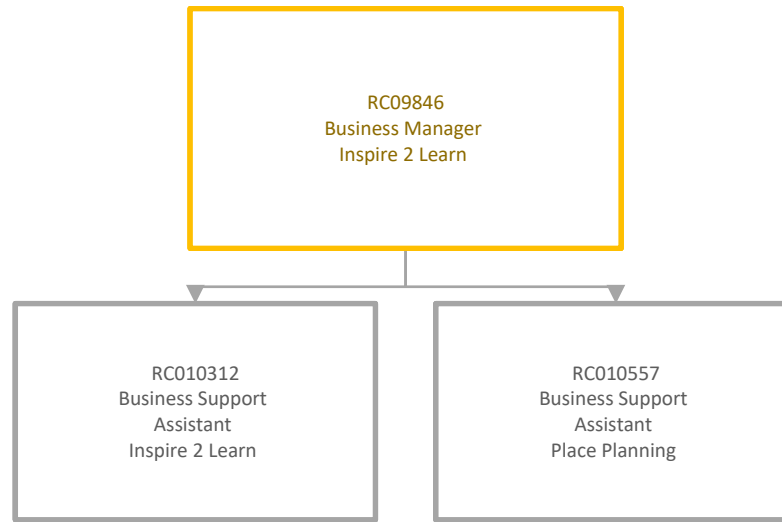 RC09846
Business Manager
Inspire 2 Learn
RC010312
Business Support
Assistant
Inspire 2 Learn
RC010557
Business Support
Assistant
Place Planning